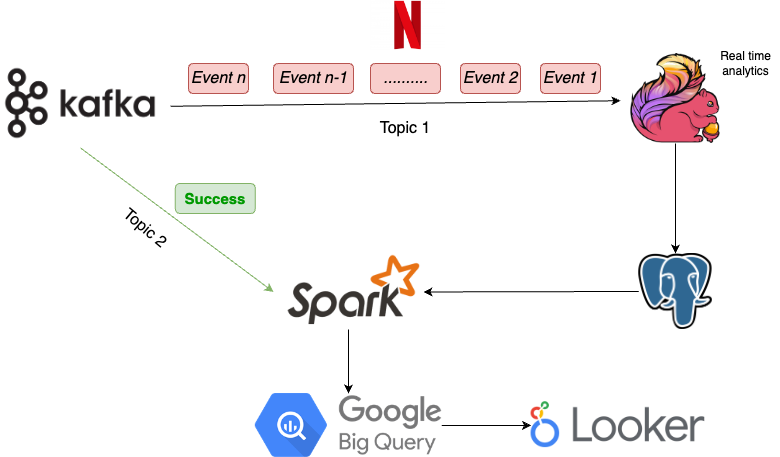 N
Event n
Event n-1
..........
Event 2
Event 1
Real time
analytics
kafka
Topic 1
Success
Topic 2
Spark
Google
Big Query
Looker